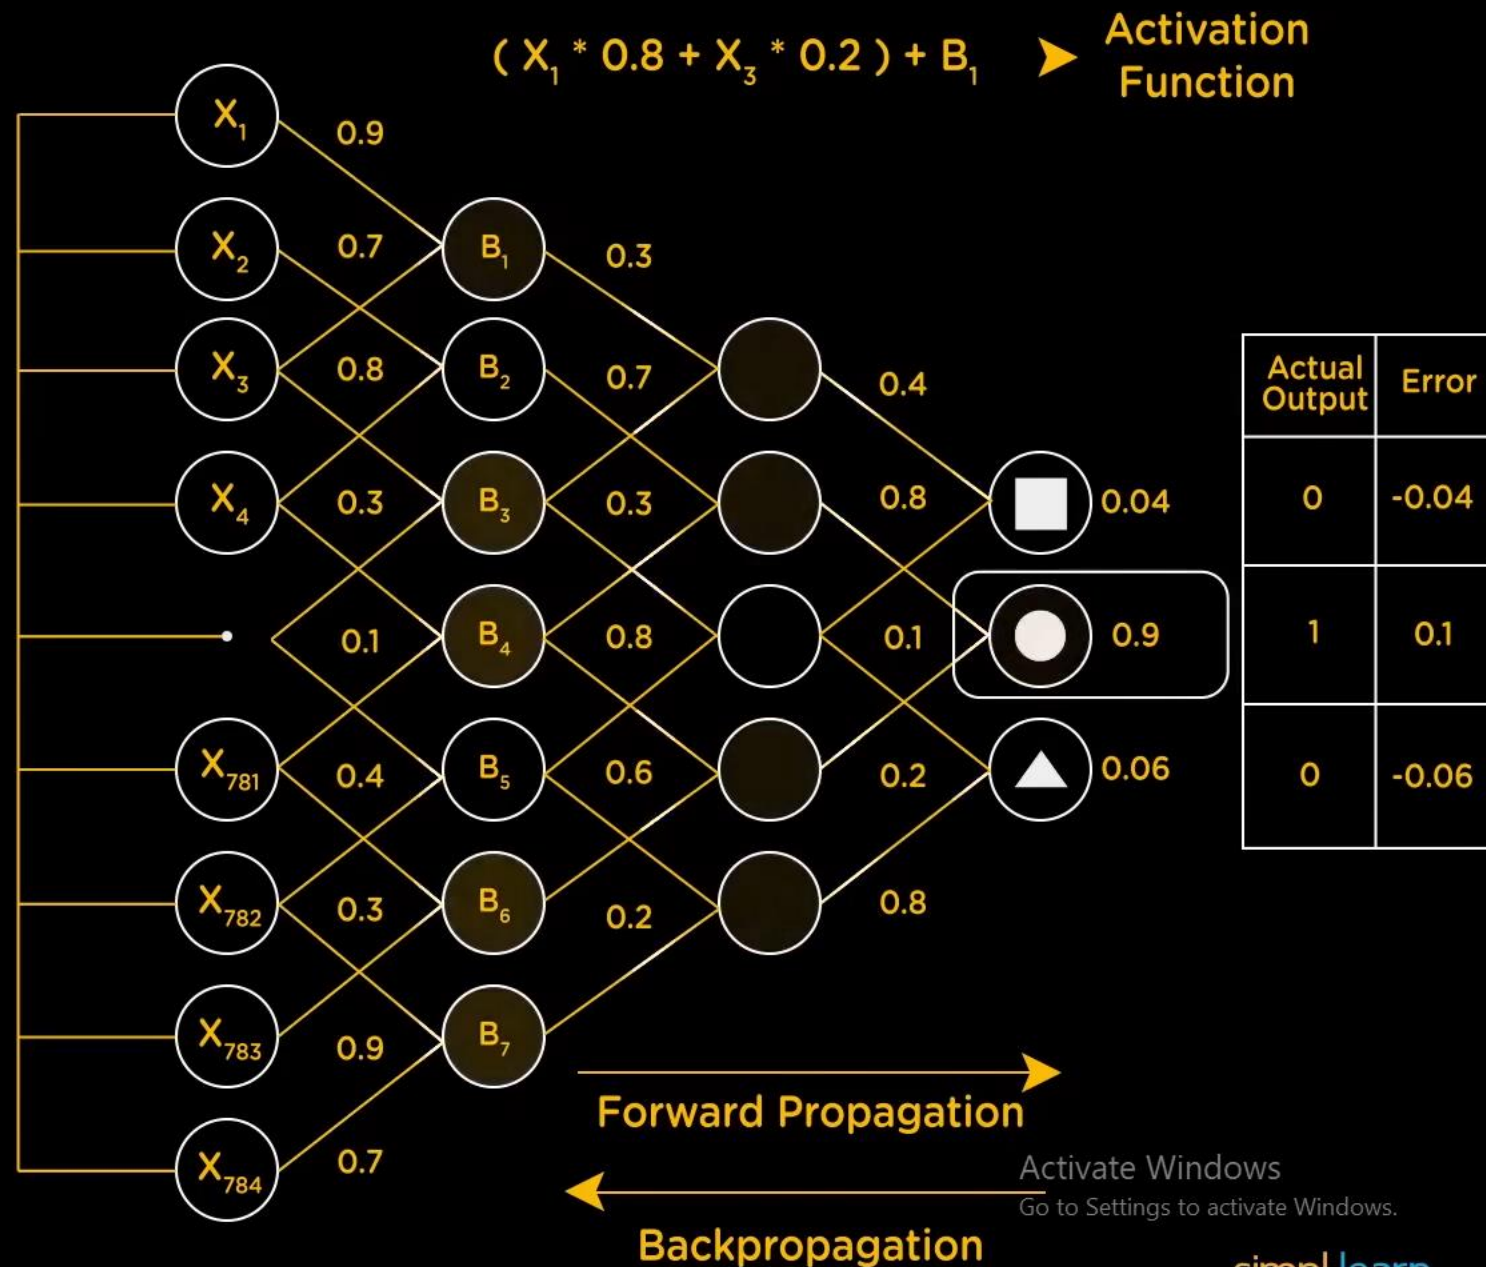 ( X₁ * 0.8 + X₃ * 0.2 ) + B₁
Activation
Function
X₁
X₂
X₃
X₄
X₇₈₁
X₇₈₂
X₇₈₃
X₇₈₄
0.9
0.7
0.8
0.3
0.1
0.4
0.3
0.9
0.7
B₁
B₂
B₃
B₄
B₅
B₆
B₇
0.3
0.7
0.3
0.8
0.6
0.2
0.4
0.8
0.1
0.2
0.8
0.04
0.9
0.06
Actual Output Error
0 -0.04
1 0.1
0 -0.06
Forward Propagation
Backpropagation
Activate Windows
Go to Settings to activate Windows.